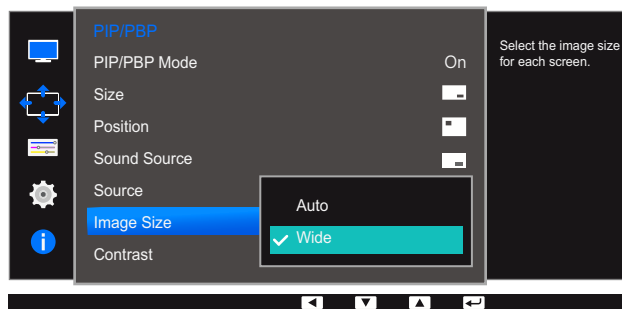 PIP/PBP
PIP/PBP Mode On
Size
Position
Sound Source
Source
Image Size
Contrast
Auto
Wide
Select the image size
for each screen.